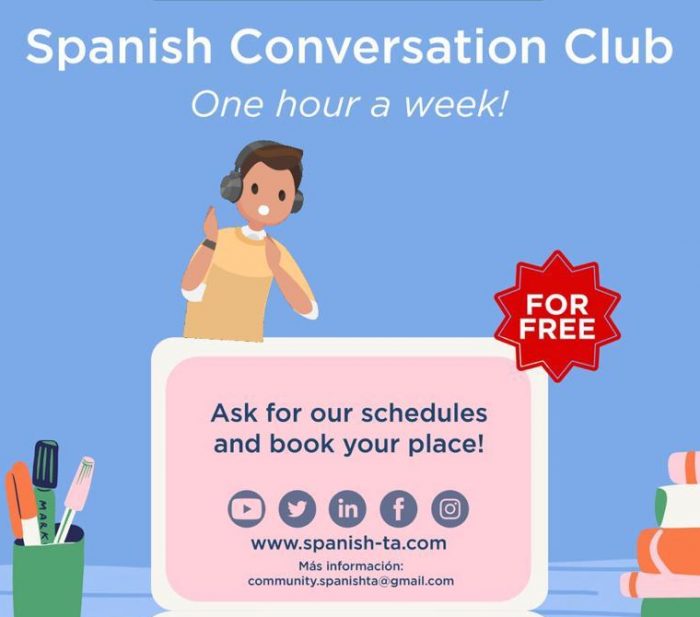 Spanish Conversation Club
One hour a week!
FOR
FREE
Ask for our schedules
and book your place!
www.spanish-ta.com
Más información:
community.spanishta@gmail.com
MARK